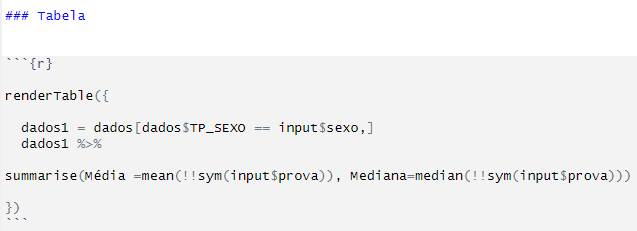 ### Tabela
```{r}
renderTable({
dados1 = dados[dados$TP_SEXO == input$sexo,]
dados1 %>%
summarise(Média =mean(!!sym(input$prova)), Mediana=median(!!sym(input$prova)))
})
```